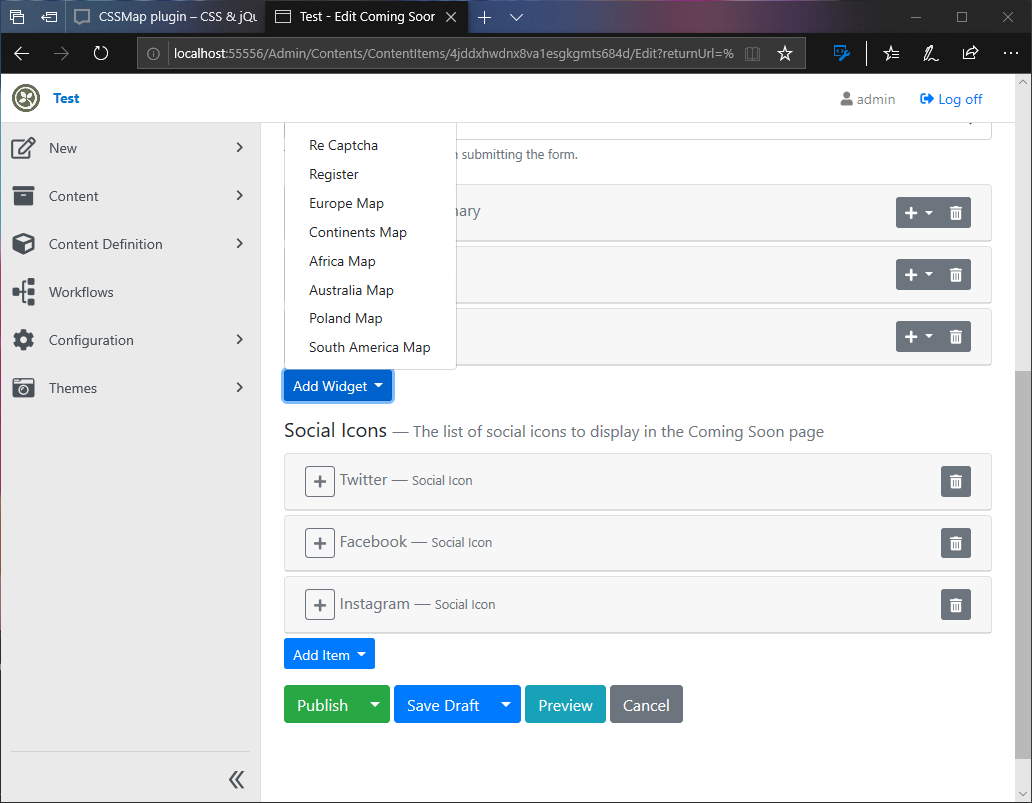 CSSMap plugin – CSS & jQu
Test - Edit Coming Soon
localhost:55556/Admin/Contents/ContentItems/4jddxhwdnx8va1esgkgmts684d/Edit?returnUrl=%
Test
admin
Log off
New
Content
Content Definition
Workflows
Configuration
Themes
submitting the form.
Re Captcha
Register
Europe Map
Continents Map
Africa Map
Australia Map
Poland Map
South America Map
Add Widget
Social Icons — The list of social icons to display in the Coming Soon page
Twitter — Social Icon
Facebook — Social Icon
Instagram — Social Icon
Add Item
Publish
Save Draft
Preview
Cancel